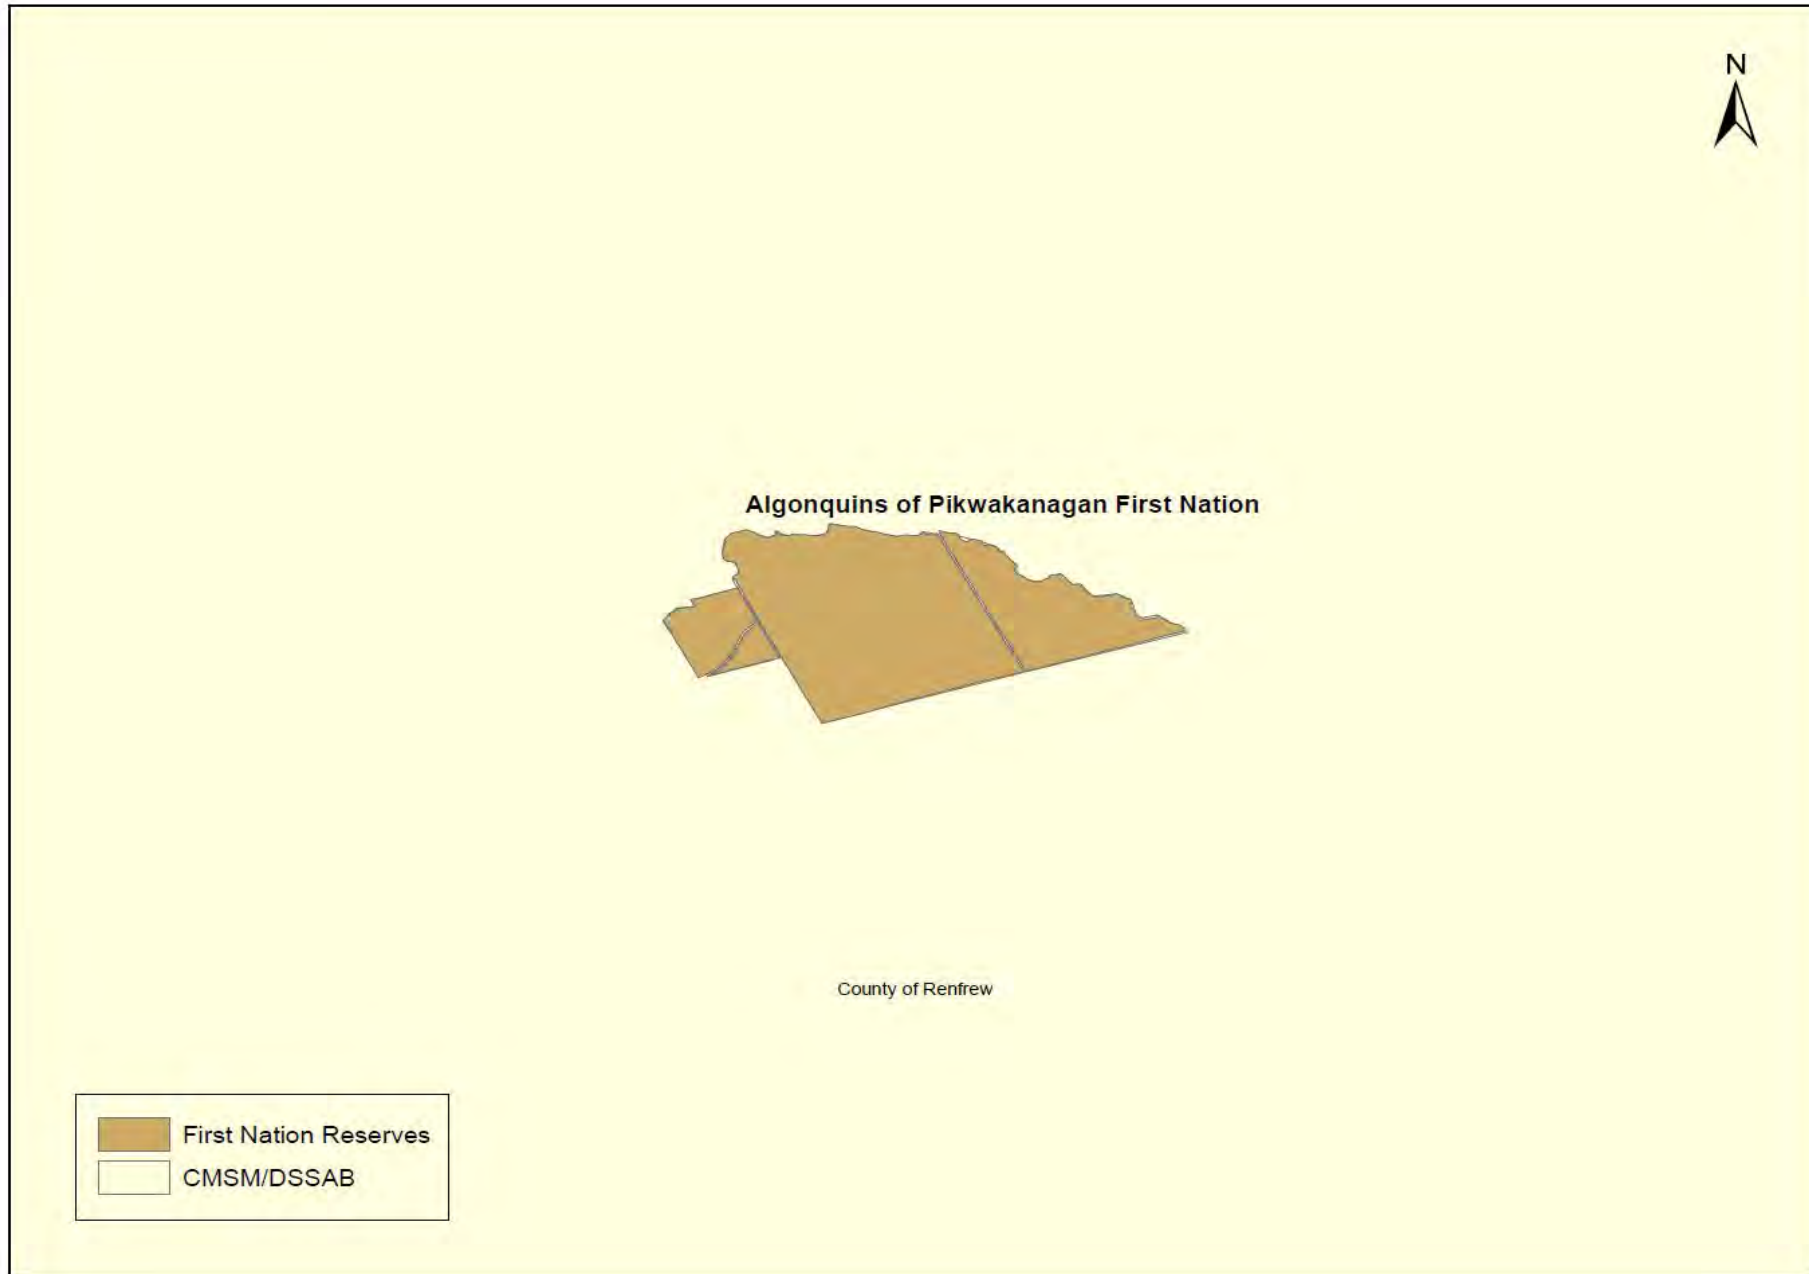 N
Algonquins of Pikwakanagan First Nation
County of Renfrew
First Nation Reserves
CMSM/DSSAB